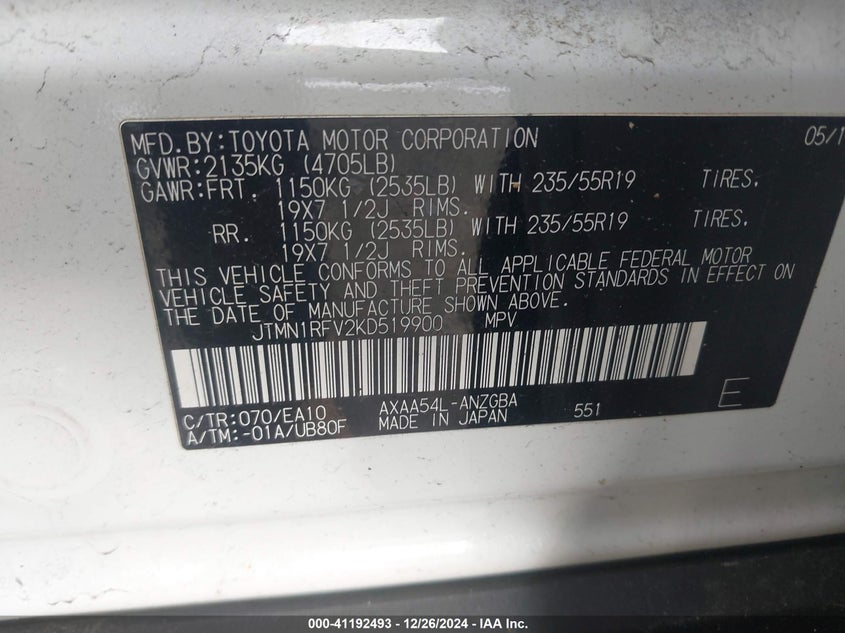 MFD.BY:TOYOTA MOTOR CORPORATION 05/1
GVWR:2135KG (4705LB)
GAWR:FRT. 1150KG (2535LB) WITH 235/55R19 TIRES,
19X7 1/2J RIMS.
RR. 1150KG (2535LB) WITH 235/55R19 TIRES,
19X7 1/2J RIMS.
THIS VEHICLE CONFORMS TO ALL APPLICABLE FEDERAL MOTOR
VEHICLE SAFETY AND THEFT PREVENTION STANDARDS IN EFFECT ON
THE DATE OF MANUFACTURE SHOWN ABOVE.
JTMN1RFV2KD519900 MPV
C/TR:070/EA10 AXAA54L-ANZGBA 551 E
A/TM:-01A/UB80F MADE IN JAPAN
000-41192493 - 12/26/2024 - IAA Inc.